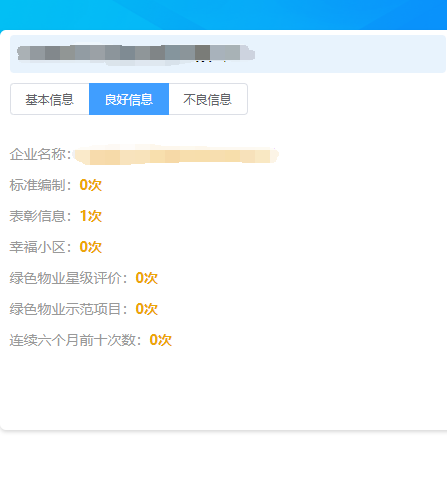 基本信息 良好信息 不良信息
企业名称:
标准编制:0次
表彰信息:1次
幸福小区:0次
绿色物业星级评价:0次
绿色物业示范项目:0次
连续六个月前十次数:0次